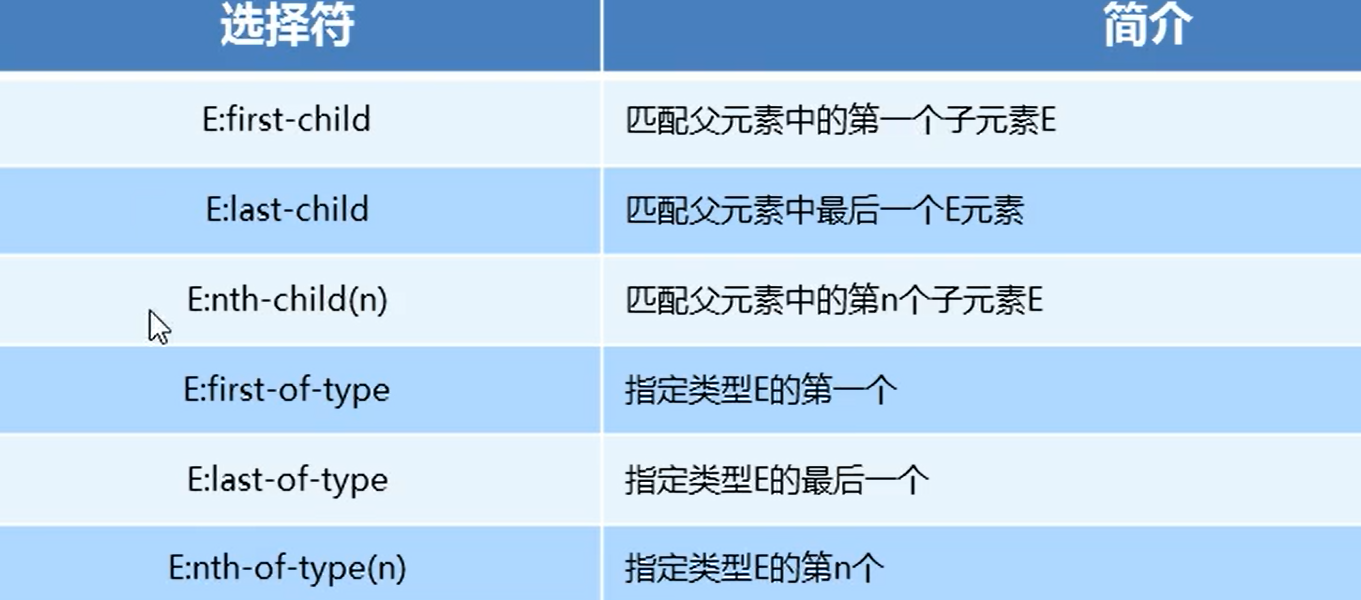 选择符 简介
E:first-child 匹配父元素中的第一个子元素E
E:last-child 匹配父元素中最后一个E元素
E:nth-child(n) 匹配父元素中的第n个子元素E
E:first-of-type 指定类型E的第一个
E:last-of-type 指定类型E的最后一个
E:nth-of-type(n) 指定类型E的第n个